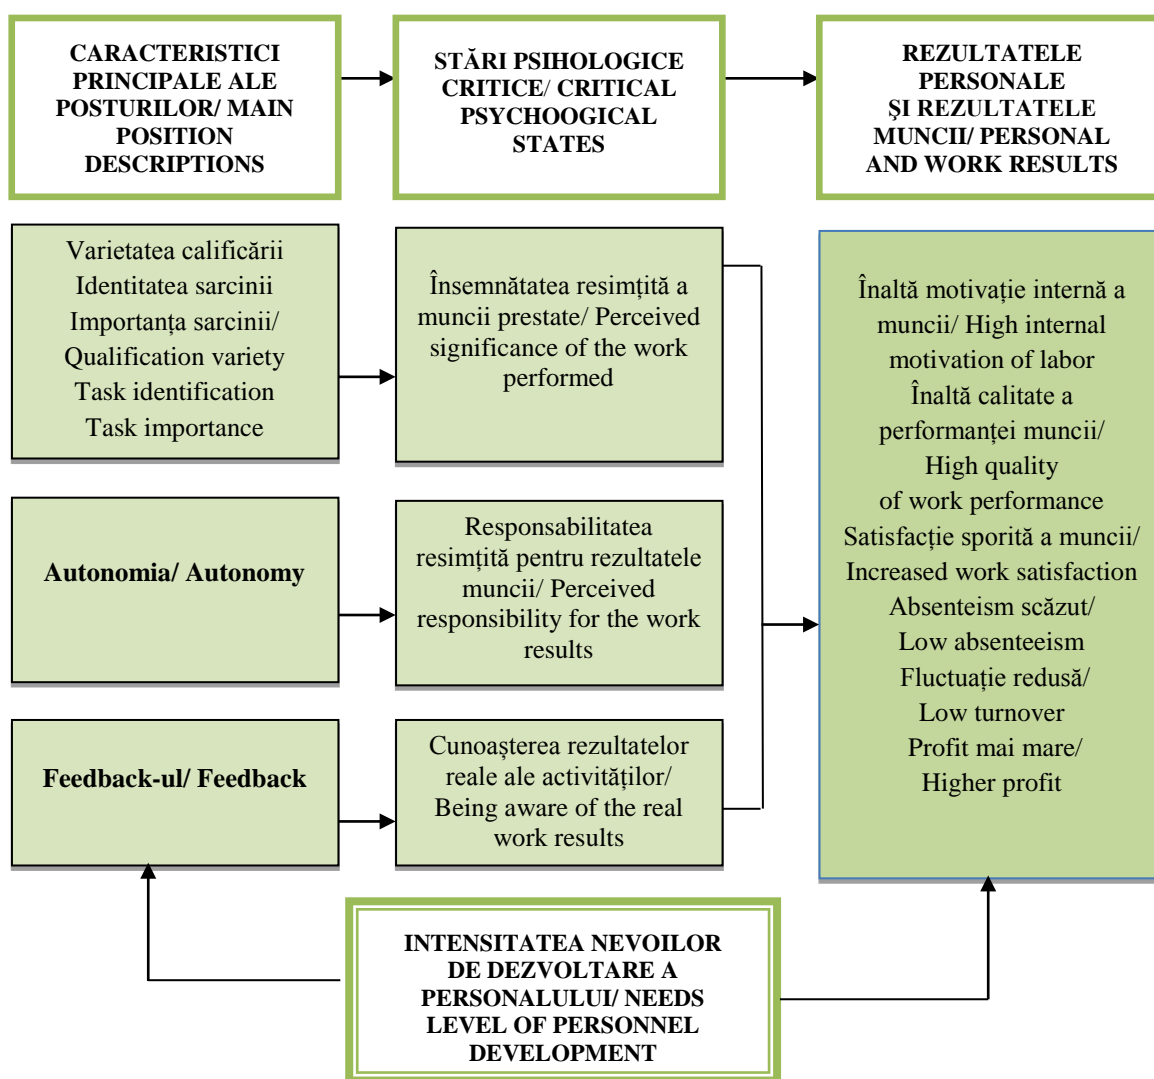 CARACTERISTICI
PRINCIPALE ALE
POSTURILOR/ MAIN
POSITION
DESCRIPTIONS
STĂRI PSIHOLOGICE
CRITICE/ CRITICAL
PSYCHOOGICAL
STATES
REZULTATELE
PERSONALE
ŞI REZULTATELE
MUNCII/ PERSONAL
AND WORK RESULTS
Varietatea calificării
Identitatea sarcinii
Importanța sarcinii/
Qualification variety
Task identification
Task importance
Însemnătatea resimțită a
muncii prestate/ Perceived
significance of the work
performed
Autonomia/ Autonomy
Responsabilitatea
resimțită pentru rezultatele
muncii/ Perceived
responsibility for the work
results
Feedback-ul/ Feedback
Cunoașterea rezultatelor
reale ale activităților/
Being aware of the real
work results
Înaltă motivație internă a
muncii/ High internal
motivation of labor
Înaltă calitate a
performanței muncii/
High quality
of work performance
Satisfacție sporită a muncii/
Increased work satisfaction
Absenteism scăzut/
Low absenteeism
Fluctuație redusă/
Low turnover
Profit mai mare/
Higher profit
INTENSITATEA NEVOILOR
DE DEZVOLTARE A
PERSONALULUI/ NEEDS
LEVEL OF PERSONNEL
DEVELOPMENT